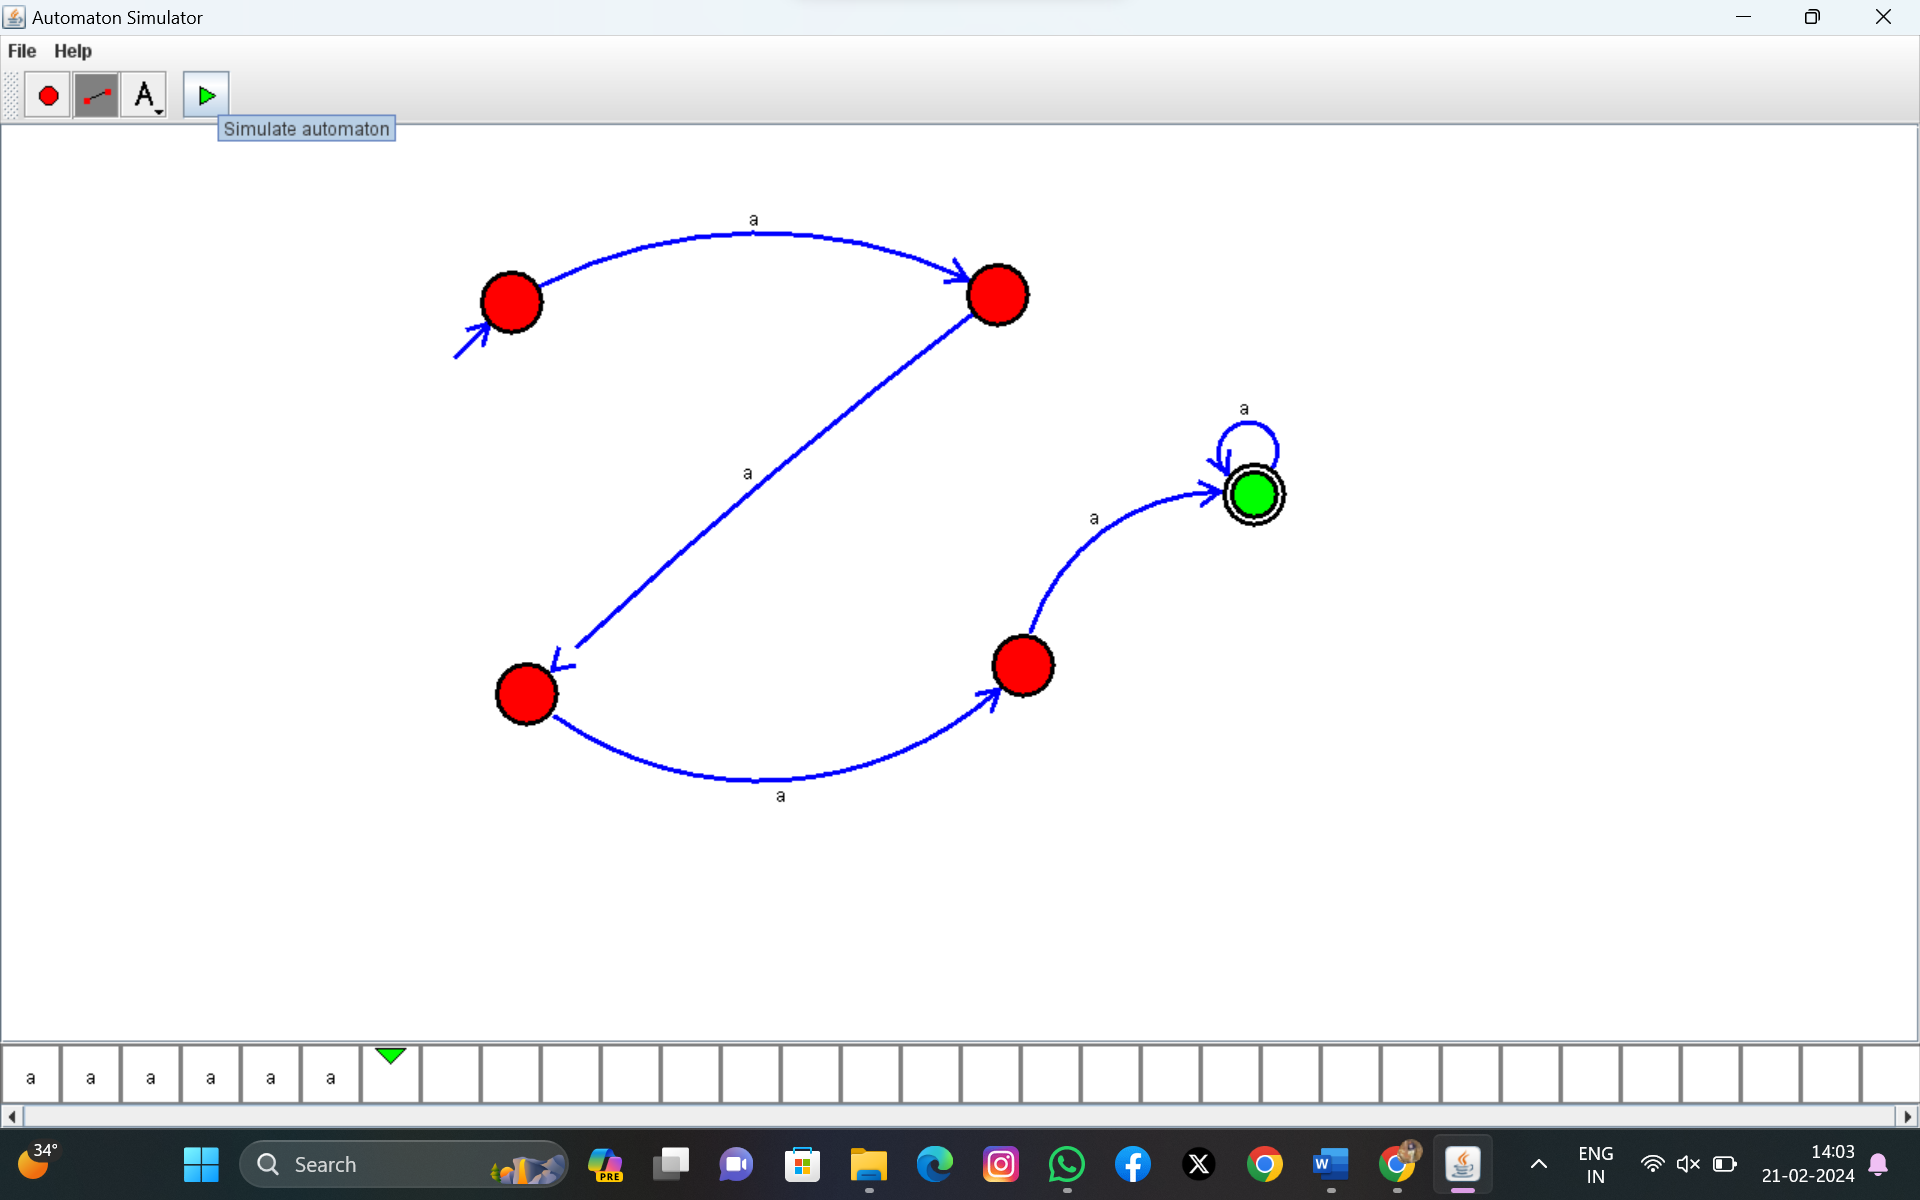 Automaton Simulator
File Help
A
Simulate automaton
a
a
a
a
a
a a a a a a
34°
Search
PRE
ENG
IN
14:03
21-02-2024